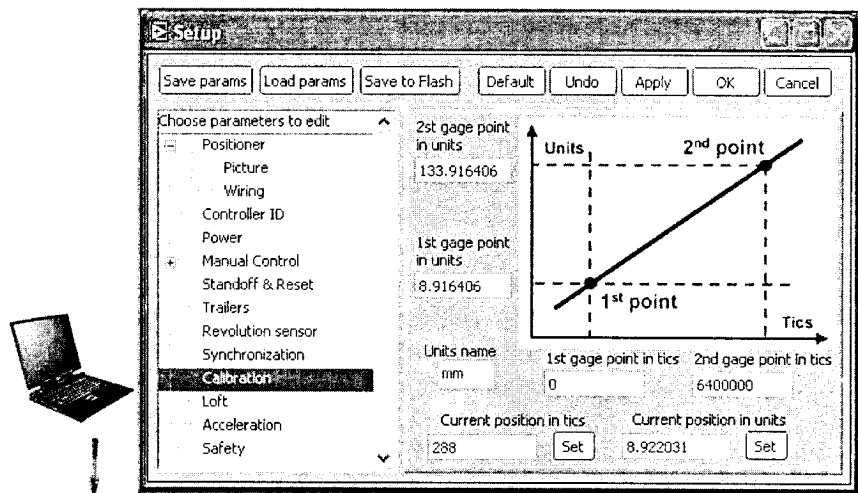 Setup
Save params Load params Save to Flash Default Undo Apply OK Cancel
Choose parameters to edit
Positioner
Picture
Wiring
Controller ID
Power
Manual Control
Standoff & Reset
Trailers
Revolution sensor
Synchronization
Calibration
Loft
Acceleration
Safety
2st gage point
in units
133.916406
1st gage point
in units
8.916406
Units name
mm
Units
2nd point
1st point
Tics
1st gage point in tics
0
2nd gage point in tics
6400000
Current position in tics
288
Set
Current position in units
8.922031
Set